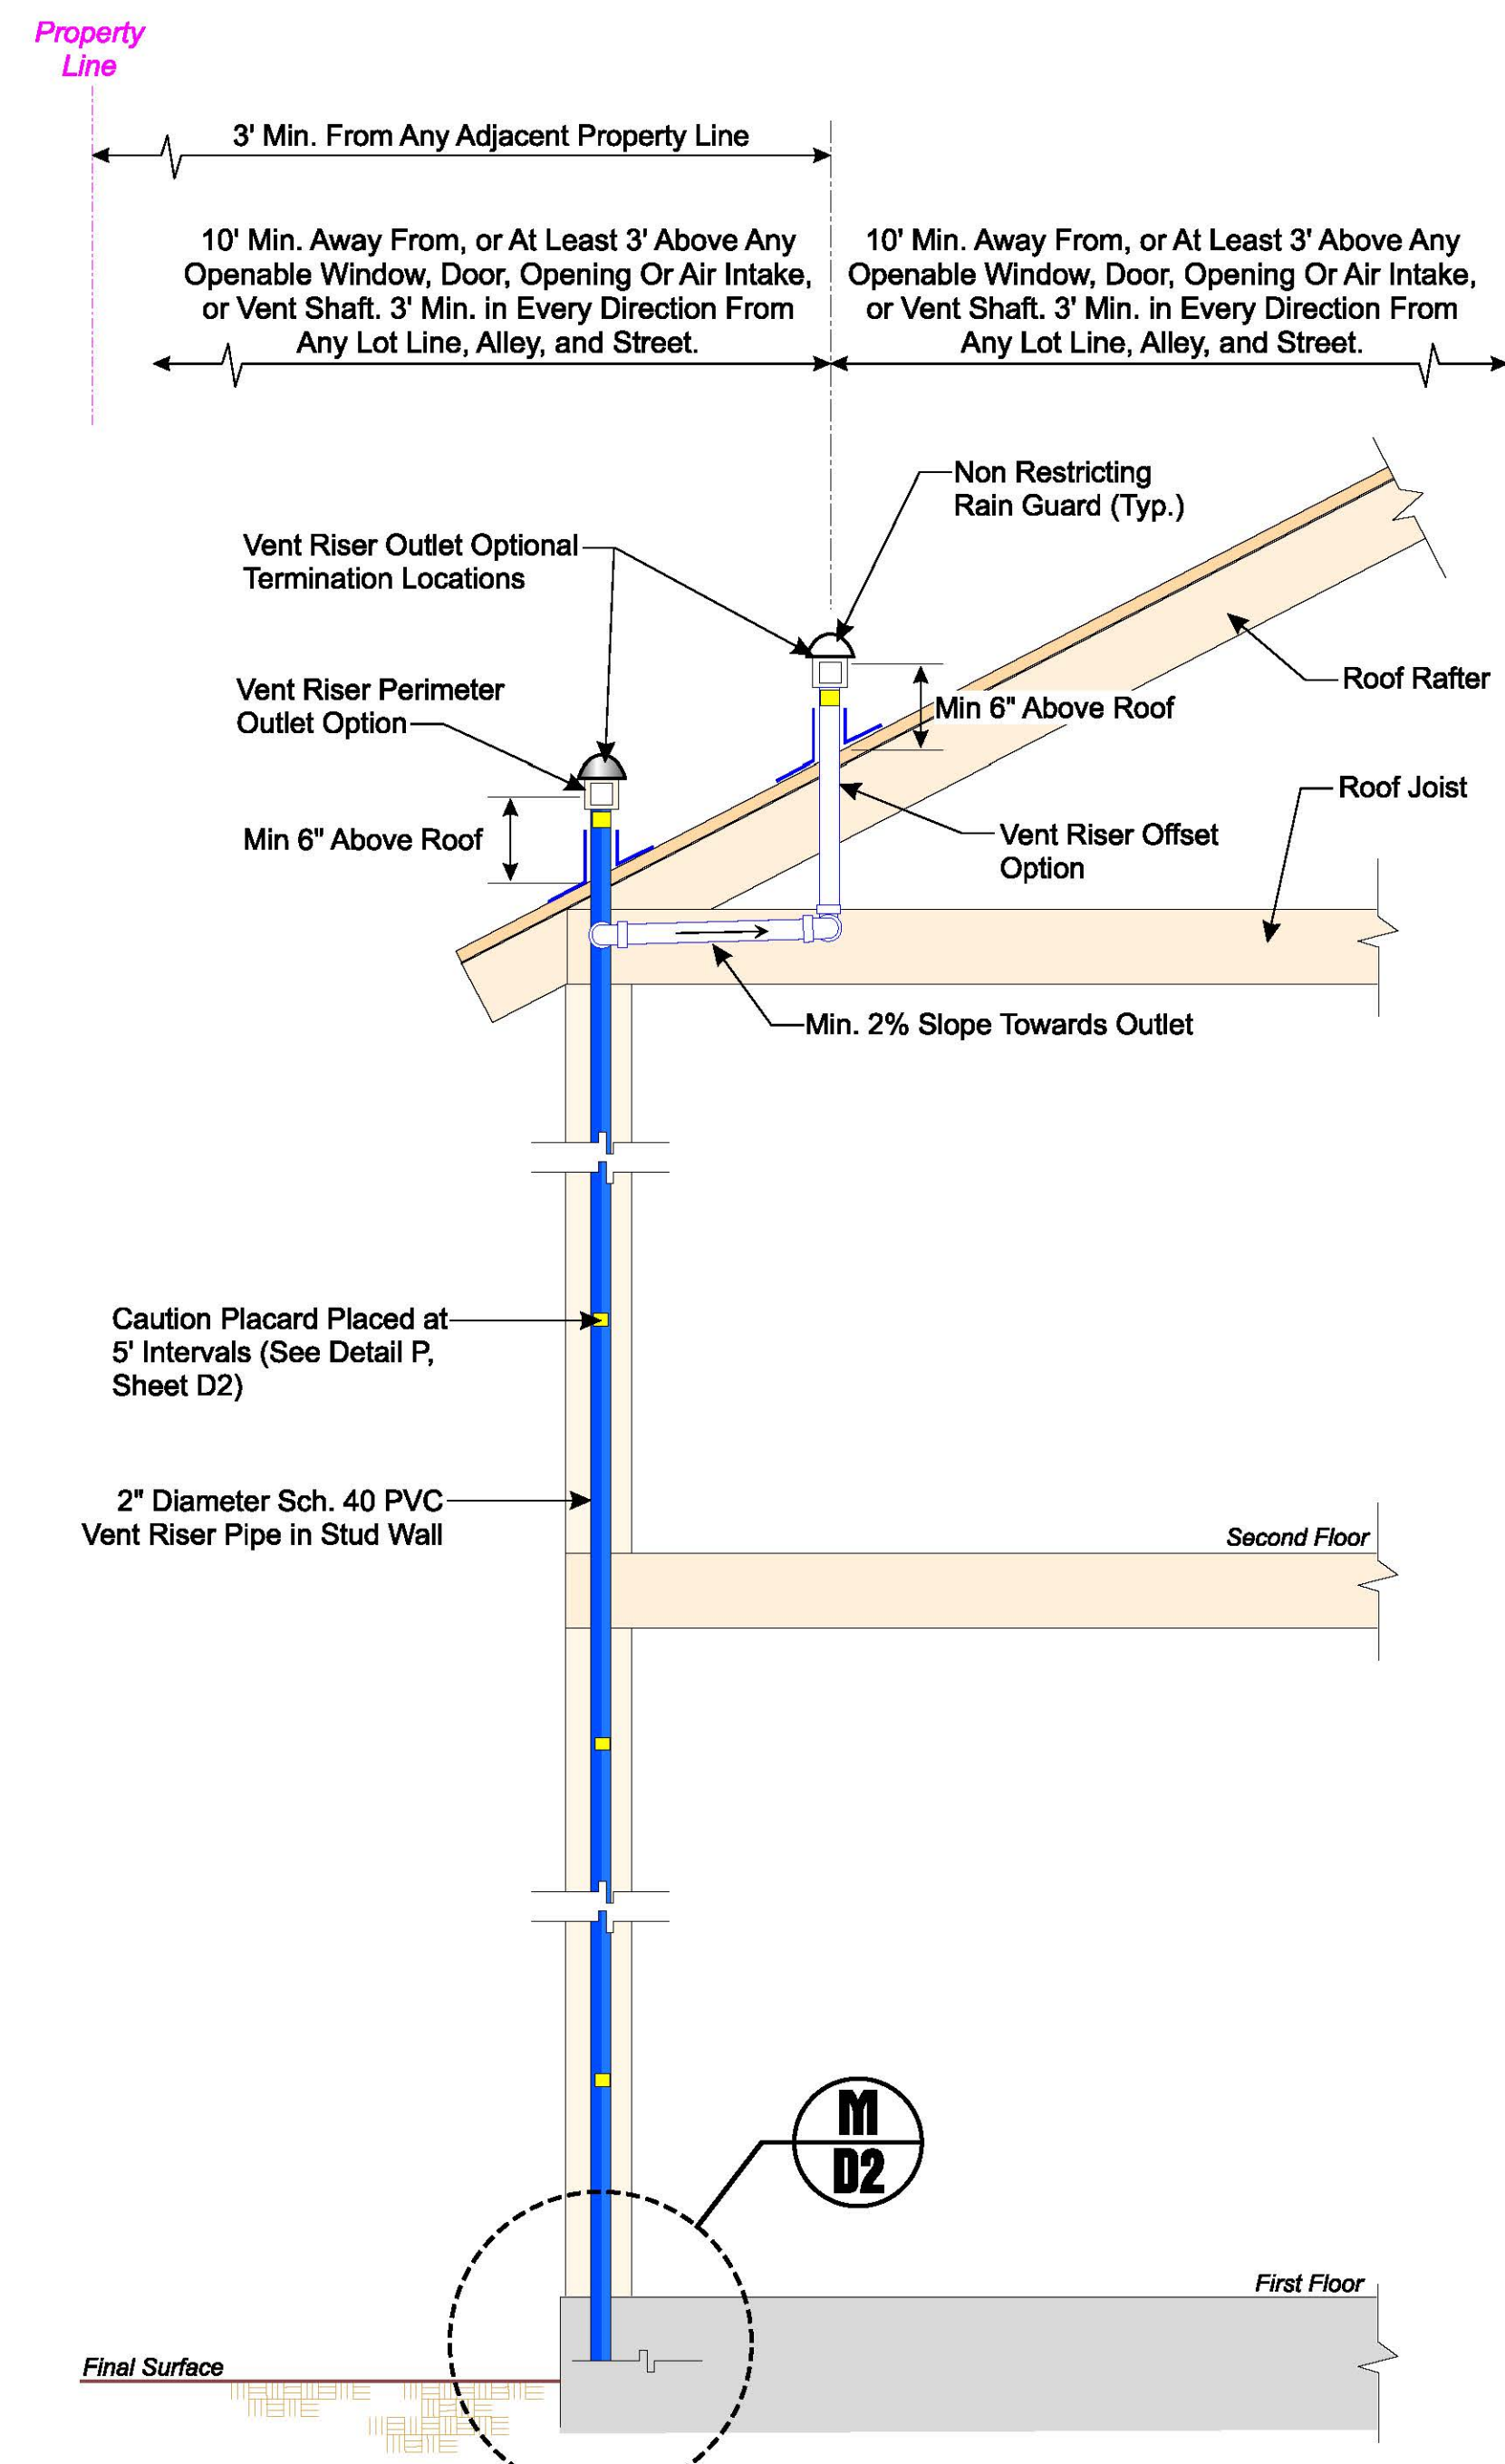 Property
Line
3' Min. From Any Adjacent Property Line
10' Min. Away From, or At Least 3' Above Any
Openable Window, Door, Opening Or Air Intake,
or Vent Shaft. 3' Min. in Every Direction From
Any Lot Line, Alley, and Street.
10' Min. Away From, or At Least 3' Above Any
Openable Window, Door, Opening Or Air Intake,
or Vent Shaft. 3' Min. in Every Direction From
Any Lot Line, Alley, and Street.
Non Restricting
Rain Guard (Typ.)
Vent Riser Outlet Optional
Termination Locations
Roof Rafter
Vent Riser Perimeter
Outlet Option
Min 6" Above Roof
Roof Joist
Min 6" Above Roof
Vent Riser Offset
Option
Min. 2% Slope Towards Outlet
Caution Placard Placed at
5' Intervals (See Detail P,
Sheet D2)
2" Diameter Sch. 40 PVC
Vent Riser Pipe in Stud Wall
Second Floor
M
D2
First Floor
Final Surface